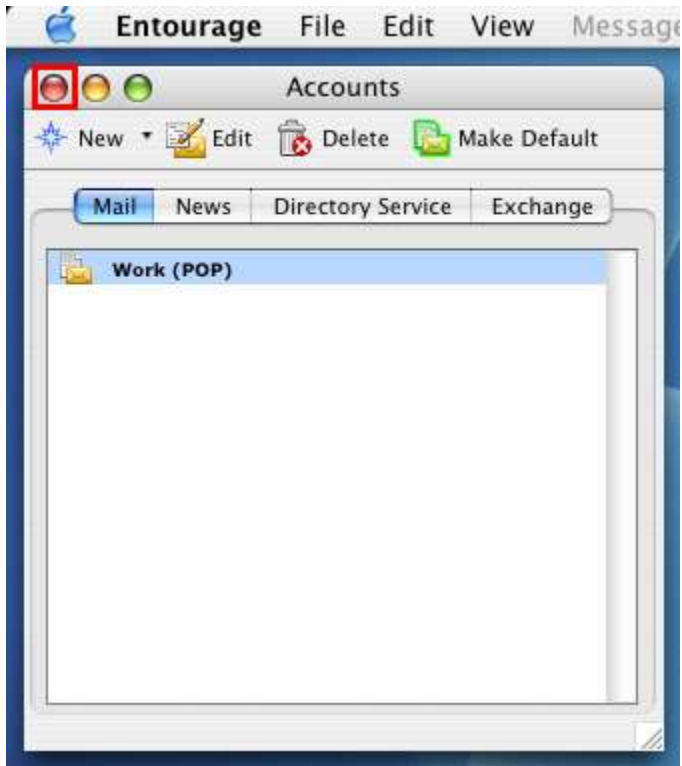 Entourage File Edit View Message
Accounts
New Edit Delete Make Default
Mail News Directory Service Exchange
Work (POP)